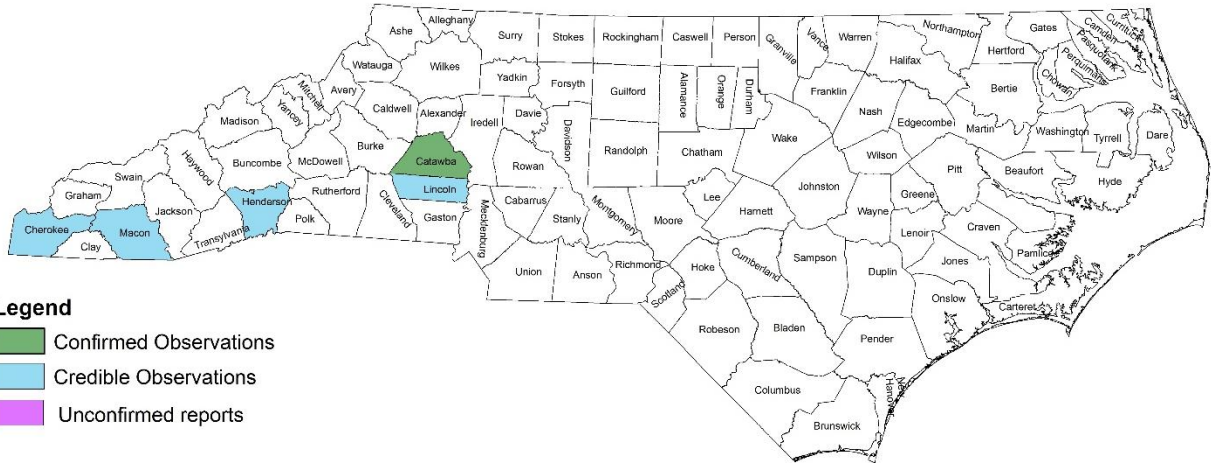 Alleghany
Ashe
Surry
Stokes
Rockingham
Caswell
Person
Granville
Vance
Warren
Northampton
Gates
Camden
Currituck
Pasquotank
Perquimans
Chowan
Hertford
Halifax
Bertie
Watauga
Wilkes
Yadkin
Forsyth
Guilford
Alamance
Orange
Durham
Franklin
Nash
Edgecombe
Martin
Washington
Tyrrell
Dare
Mitchell
Avery
Yancey
Madison
Caldwell
Alexander
Iredell
Davie
Davidson
Randolph
Chatham
Wake
Wilson
Pitt
Beaufort
Hyde
Haywood
Buncombe
McDowell
Burke
Catawba
Rowan
Swain
Graham
Jackson
Henderson
Rutherford
Polk
Cleveland
Lincoln
Gaston
Mecklenburg
Cabarrus
Stanly
Montgomery
Moore
Lee
Harnett
Johnston
Wayne
Greene
Lenoir
Craven
Pamlico
Cherokee
Clay
Macon
Transylvania
Union
Anson
Richmond
Scotland
Hoke
Cumberland
Sampson
Duplin
Jones
Onslow
Carteret
Robeson
Bladen
Pender
Columbus
New
Hanover
Brunswick
Legend
Confirmed Observations
Credible Observations
Unconfirmed reports